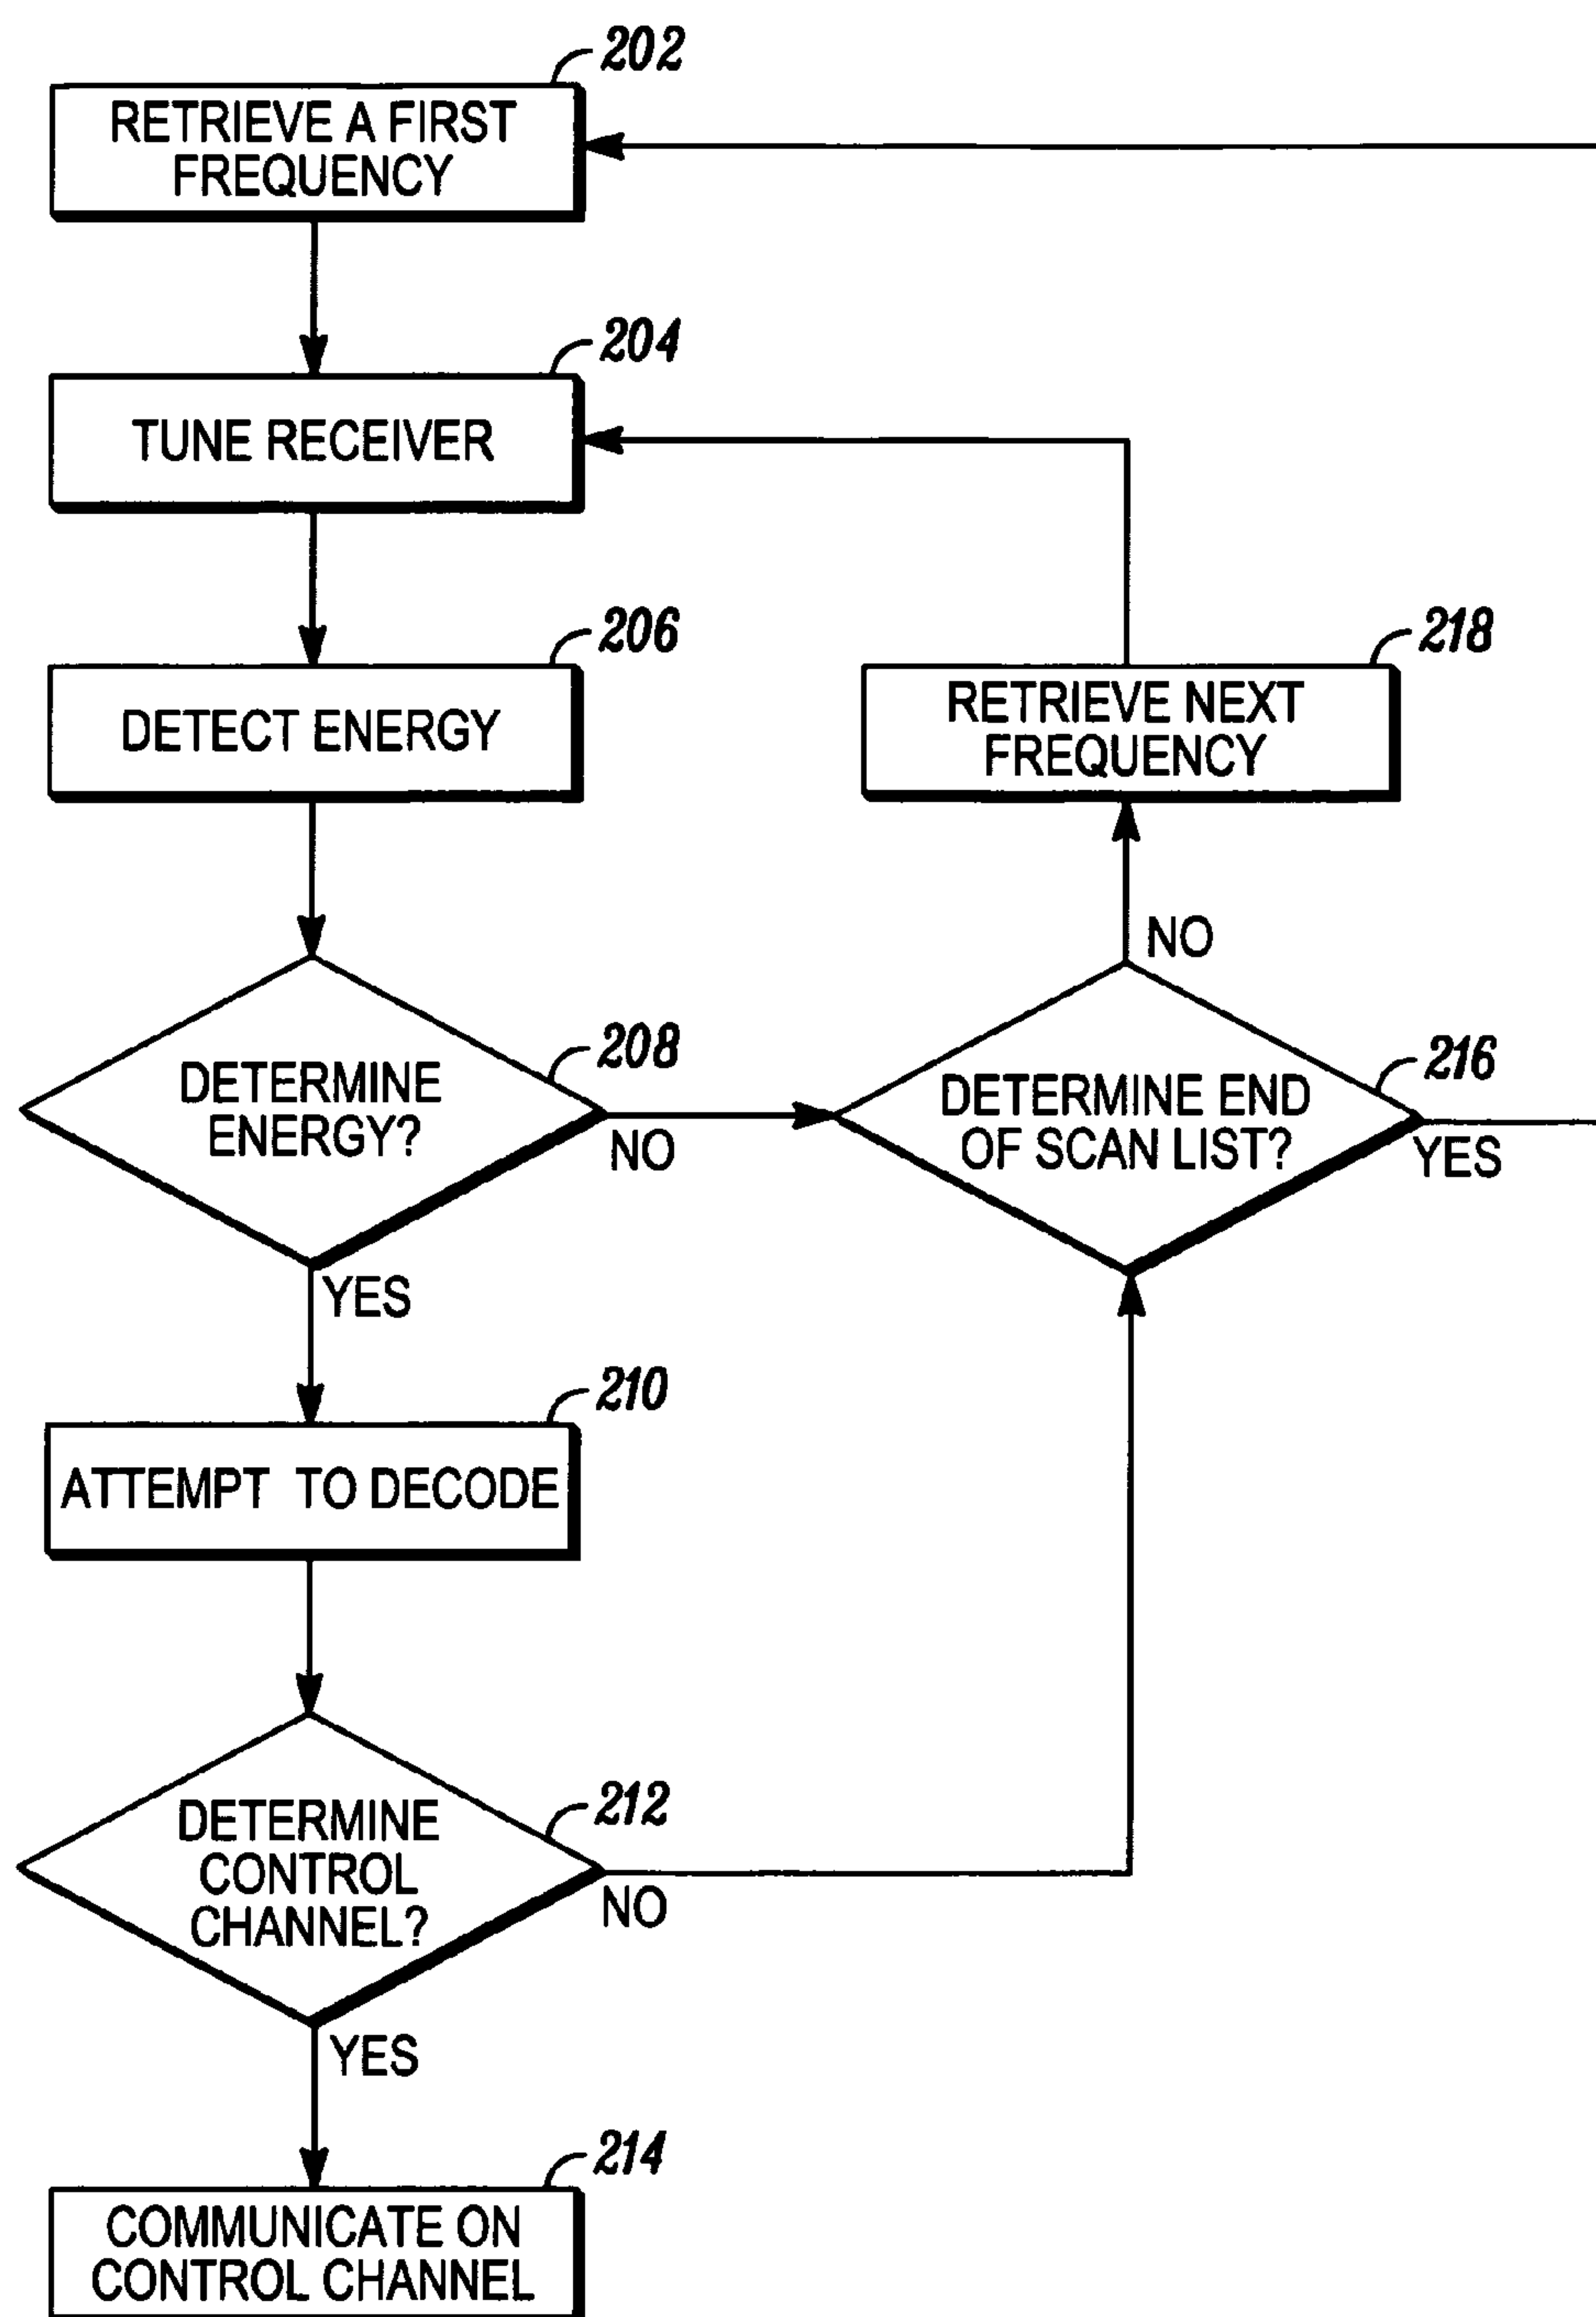 202
RETRIEVE A FIRST
FREQUENCY
204
TUNE RECEIVER
206
DETECT ENERGY
218
RETRIEVE NEXT
FREQUENCY
NO
208
DETERMINE
ENERGY?
NO
YES
216
DETERMINE END
OF SCAN LIST?
YES
210
ATTEMPT TO DECODE
212
DETERMINE
CONTROL
CHANNEL?
NO
YES
214
COMMUNICATE ON
CONTROL CHANNEL